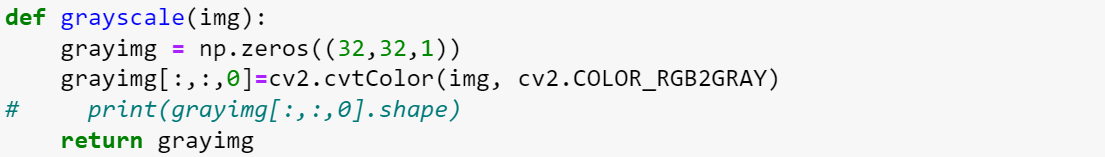 def grayscale(img):
    grayimg = np.zeros((32,32,1))
    grayimg[:,:,0]=cv2.cvtColor(img, cv2.COLOR_RGB2GRAY)
#     print(grayimg[:,:,0].shape)
    return grayimg